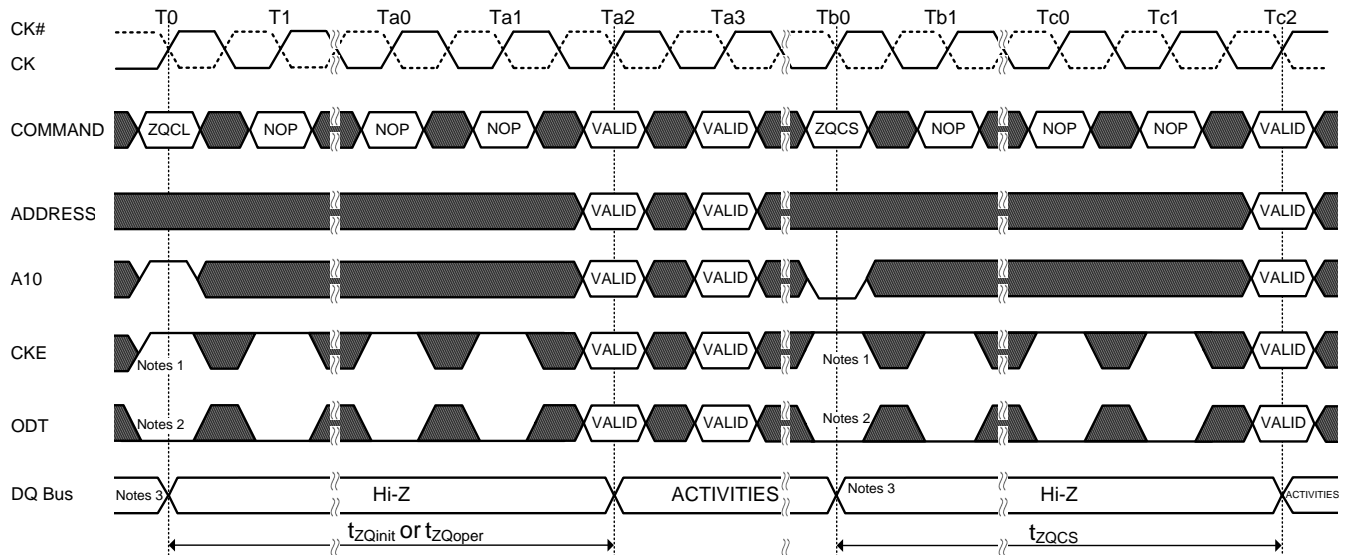 T0 T1 Ta0 Ta1 Ta2 Ta3 Tb0 Tb1 Tc0 Tc1 Tc2
CK#
CK
COMMAND ZQCL NOP NOP NOP VALID VALID ZQCS NOP NOP NOP VALID
ADDRESS VALID VALID VALID
A10 VALID VALID VALID
CKE Notes 1 VALID VALID Notes 1 VALID
ODT Notes 2 VALID VALID Notes 2 VALID
DQ Bus Notes 3 Hi-Z ACTIVITIES Notes 3 Hi-Z ACTIVITIES
tZQinit or tZQoper tZQCS